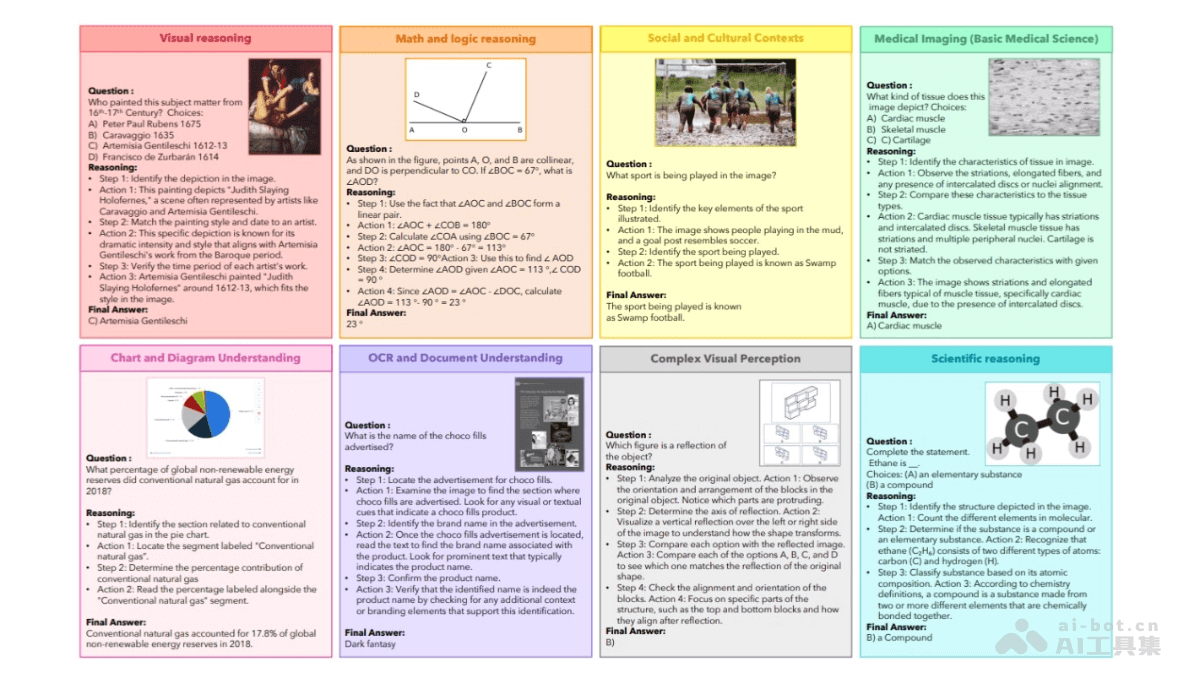 Visual reasoning
Question :
Who painted this subject matter from
16th-17th Century? Choices:
A) Peter Paul Rubens 1675
B) Caravaggio 1635
C) Artemisia Gentileschi 1612-13
D) Francisco de Zurbarán 1614
Reasoning:
• Step 1: Identify the depiction in the image.
• Action 1: This painting depicts "Judith Slaying
Holofernes," a scene often represented by artists like
Caravaggio and Artemisia Gentileschi.
• Step 2: Match the painting style and date to an artist.
• Action 2: This specific depiction is known for its
dramatic intensity and style that aligns with Artemisia
Gentileschi's work from the Baroque period.
• Step 3: Verify the time period of each artist's work.
• Action 3: Artemisia Gentileschi painted "Judith
Slaying Holofernes" around 1612-13, which fits the
style in the image.
Final Answer:
C) Artemisia Gentileschi
Math and logic reasoning
C
D
A
O
B
Question :
As shown in the figure, points A, O, and B are collinear,
and DO is perpendicular to CO. If ∠BOC = 67º, what is
∠AOD?
Reasoning:
• Step 1: Use the fact that ∠AOC and ∠BOC form a
linear pair.
• Action 1: ∠AOC + ∠COB = 180º
• Step 2: Calculate ∠COA using ∠BOC = 67º
• Action 2: ∠AOC = 180º - 67º = 113º
• Step 3: ∠COD = 90ºAction 3: Use this to find ∠ AOD
• Step 4: Determine ∠AOD given ∠AOC = 113 º,∠ COD
= 90 º
• Action 4: Since ∠AOD = ∠AOC - ∠DOC, calculate
∠AOD = 113 º- 90 º = 23 º
Final Answer:
23 º
Social and Cultural Contexts
Question :
What sport is being played in the image?
Reasoning:
• Step 1: Identify the key elements of the sport
illustrated.
• Action 1: The image shows people playing in the mud,
and a goal post resembles soccer.
• Step 2: Identify the sport being played.
• Action 2: The sport being played is known as Swamp
football.
Final Answer:
The sport being played is known
as Swamp football.
Medical Imaging (Basic Medical Science)
Question :
What kind of tissue does this
image depict? Choices:
A) Cardiac muscle
B) Skeletal muscle
C) C) Cartilage
Reasoning:
• Step 1: Identify the characteristics of tissue in image.
• Action 1: Observe the striations, elongated fibers, and
any presence of intercalated discs or nuclei alignment.
• Step 2: Compare these characteristics to the tissue
types.
• Action 2: Cardiac muscle tissue typically has striations
and intercalated discs. Skeletal muscle tissue has
striations and multiple peripheral nuclei. Cartilage is
not striated.
• Step 3: Match the observed characteristics with given
options.
• Action 3: The image shows striations and elongated
fibers typical of muscle tissue, specifically cardiac
muscle, due to the presence of intercalated discs.
Final Answer:
A) Cardiac muscle
Chart and Diagram Understanding
Question :
What percentage of global non-renewable energy
reserves did conventional natural gas account for in
2018?
Reasoning:
• Step 1: Identify the section related to conventional
natural gas in the pie chart.
• Action 1: Locate the segment labeled "Conventional
natural gas".
• Step 2: Determine the percentage contribution of
conventional natural gas
• Action 2: Read the percentage labeled alongside the
"Conventional natural gas" segment.
Final Answer:
Conventional natural gas accounted for 17.8% of global
non-renewable energy reserves in 2018.
OCR and Document Understanding
Question :
What is the name of the choco fills
advertised?
Reasoning:
• Step 1: Locate the advertisement for choco fills.
• Action 1: Examine the image to find the section where
choco fills are advertised. Look for any visual or textual
cues that indicate a choco fills product.
• Step 2: Identify the brand name in the advertisement.
• Action 2: Once the choco fills advertisement is located,
read the text to find the brand name associated with
the product. Look for prominent text that typically
indicates the product name.
• Step 3: Confirm the product name.
• Action 3: Verify that the identified name is indeed the
product name by checking for any additional context
or branding elements that support this identification.
Final Answer:
Dark fantasy
Complex Visual Perception
Question :
Which figure is a reflection of
the object?
Reasoning:
• Step 1: Analyze the original object. Action 1: Observe
the orientation and arrangement of the blocks in the
original object. Notice which parts are protruding.
• Step 2: Determine the axis of reflection. Action 2:
Visualize a vertical reflection over the left or right side
of the image to understand how the shape transforms.
• Step 3: Compare each option with the reflected image.
Action 3: Compare each of the options A, B, C, and D
to see which one matches the reflection of the original
shape.
• Step 4: Check the alignment and orientation of the
blocks. Action 4: Focus on specific parts of the
structure, such as the top and bottom blocks and how
they align after reflection.
Final Answer:
B)
Scientific reasoning
H
H
H
C
C
H
H
H
Question :
Complete the statement.
Ethane is __.
Choices: (A) an elementary substance
(B) a compound
Reasoning:
• Step 1: Identify the structure depicted in the image.
Action 1: Count the different elements in molecular.
• Step 2: Determine if the substance is a compound or
an elementary substance. Action 2: Recognize that
ethane (C₂H₆) consists of two different types of atoms:
carbon (C) and hydrogen (H).
• Step 3: Classify substance based on its atomic
composition. Action 3: According to chemistry
definitions, a compound is a substance made from
two or more different elements that are chemically
bonded together.
Final Answer:
B) a Compound
ai-bot.cn
AI工具集